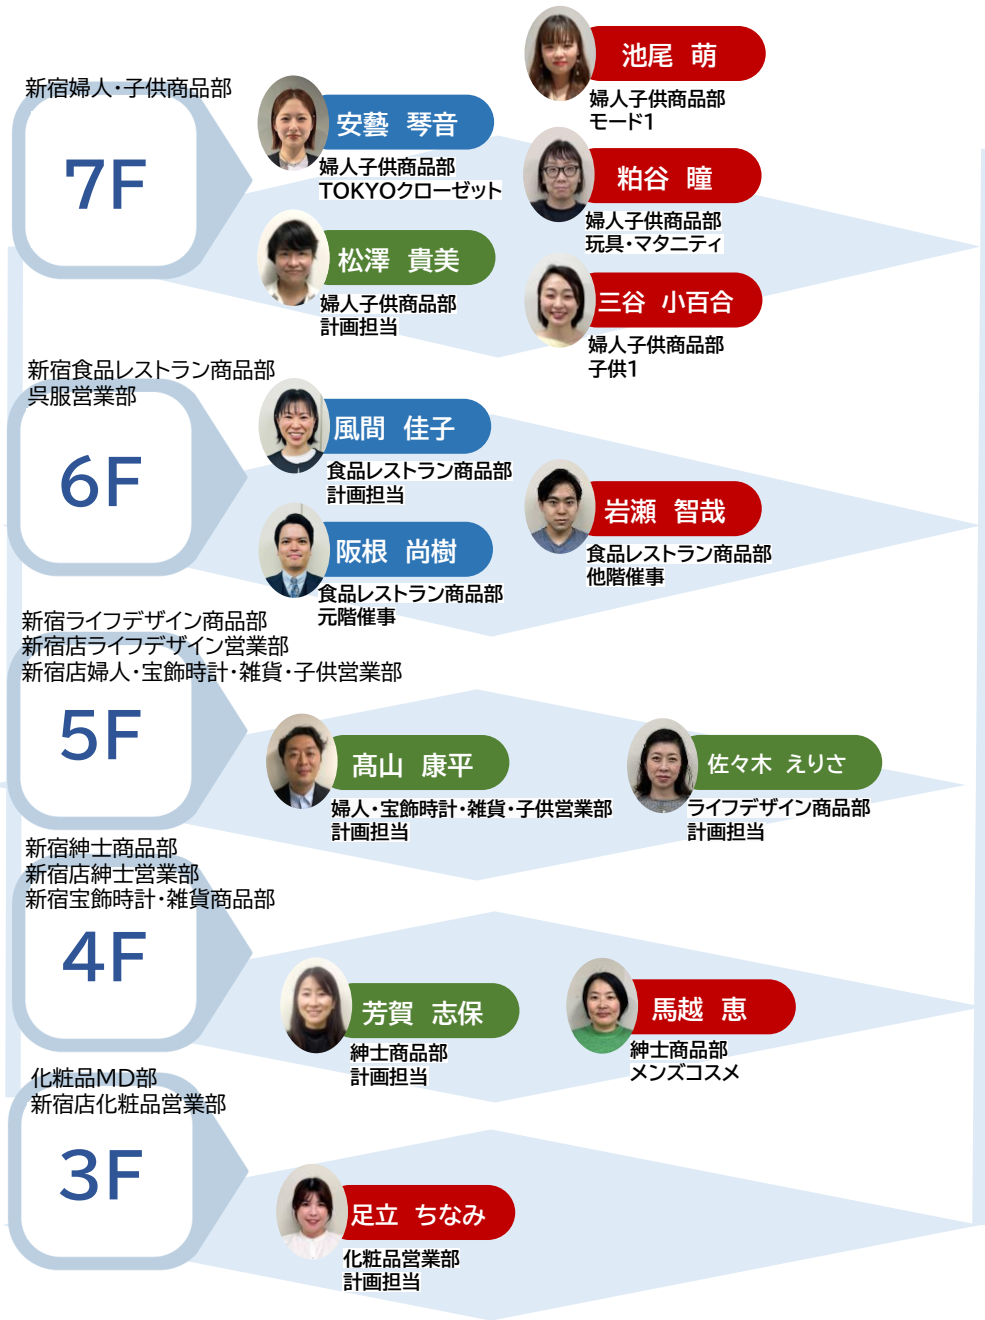 新宿婦人・子供商品部
7F
安藝 琴音
婦人子供商品部
TOKYOクローゼット
松澤 貴美
婦人子供商品部
計画担当
池尾 萌
婦人子供商品部
モード1
粕谷 瞳
婦人子供商品部
玩具・マタニティ
三谷 小百合
婦人子供商品部
子供1
新宿食品レストラン商品部
呉服営業部
6F
風間 佳子
食品レストラン商品部
計画担当
阪根 尚樹
食品レストラン商品部
元階催事
岩瀬 智哉
食品レストラン商品部
他階催事
新宿ライフデザイン商品部
新宿店ライフデザイン営業部
新宿店婦人・宝飾時計・雑貨・子供営業部
5F
髙山 康平
婦人・宝飾時計・雑貨・子供営業部
計画担当
佐々木 えりさ
ライフデザイン商品部
計画担当
新宿紳士商品部
新宿店紳士営業部
新宿宝飾時計・雑貨商品部
4F
芳賀 志保
紳士商品部
計画担当
馬越 恵
紳士商品部
メンズコスメ
化粧品MD部
新宿店化粧品営業部
3F
足立 ちなみ
化粧品営業部
計画担当